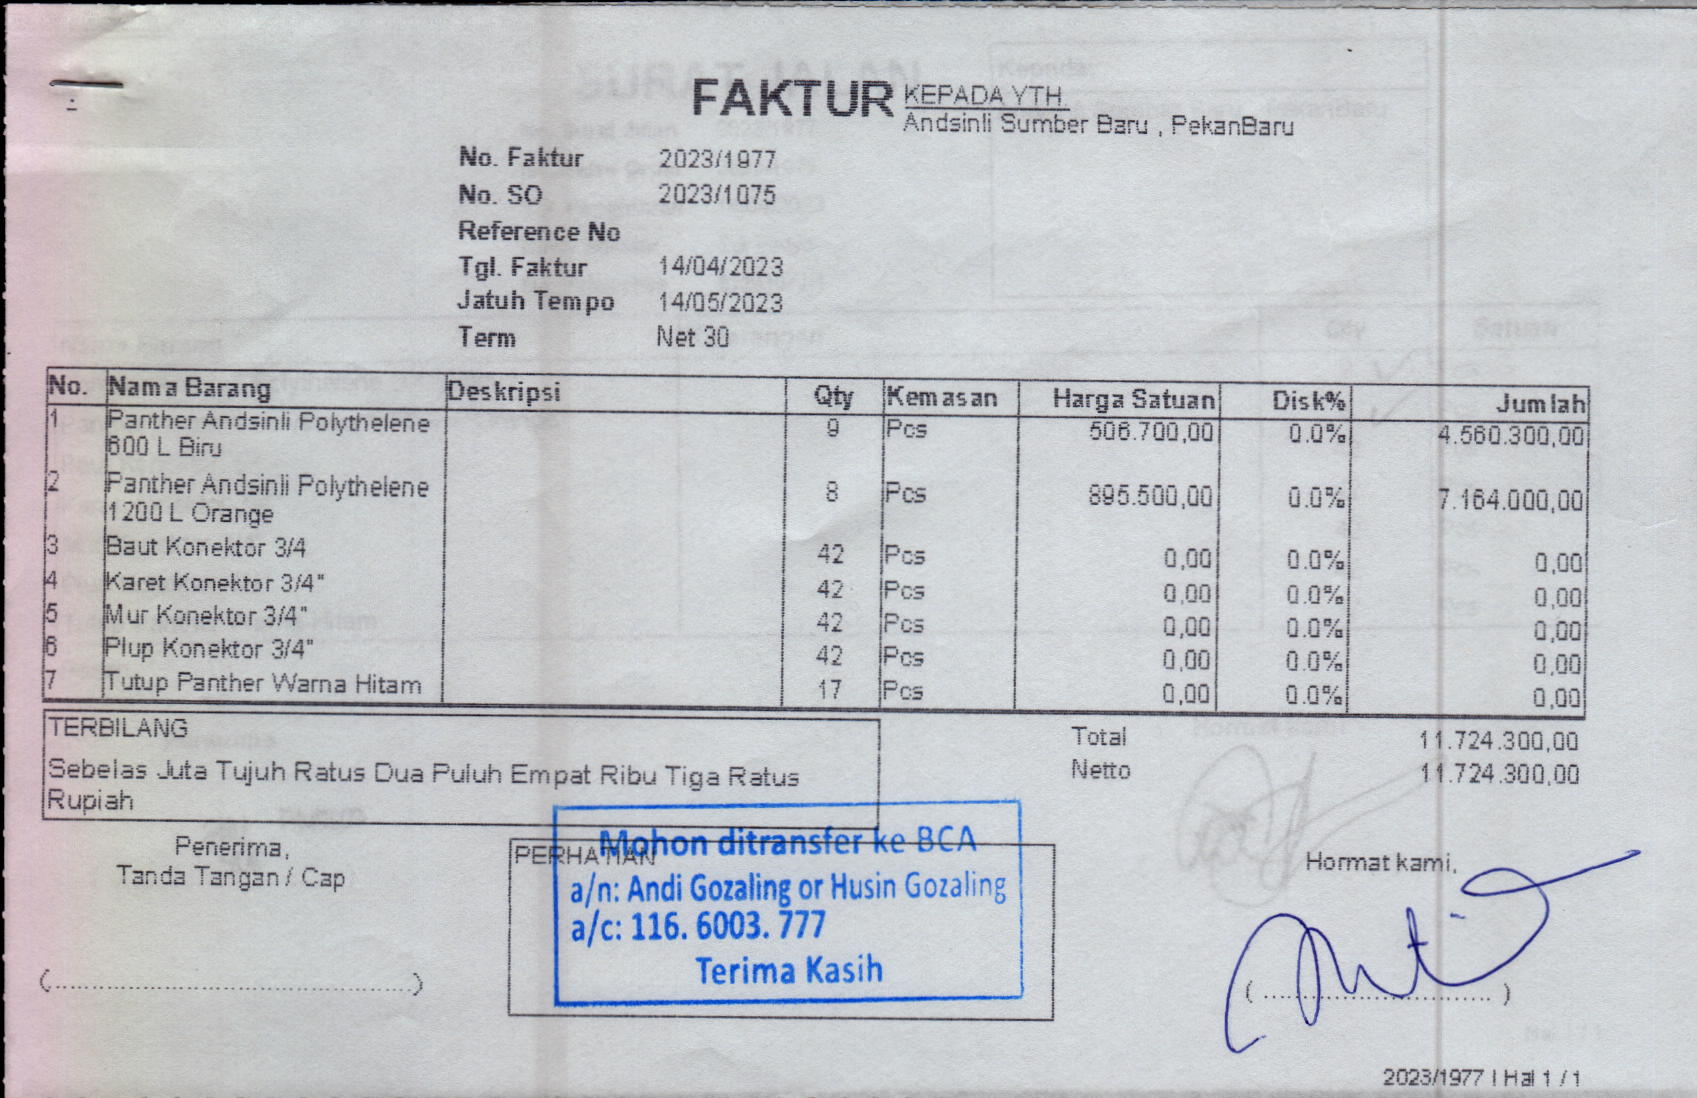 FAKTUR
KEPADA YTH.
Andsinli Sumber Baru , PekanBaru
No. Faktur 2023/1977
No. SO 2023/1075
Reference No
Tgl. Faktur 14/04/2023
Jatuh Tempo 14/05/2023
Term Net 30
No. Nama Barang Deskripsi Qty Kemasan Harga Satuan Disk% Jumlah
1 Panther Andsinli Polythelene 9 Pcs 506.700,00 0.0% 4.560.300,00
600 L Biru
2 Panther Andsinli Polythelene 8 Pcs 895.500,00 0.0% 7.164.000,00
1200 L Orange
3 Baut Konektor 3/4 42 Pcs 0,00 0.0% 0,00
4 Karet Konektor 3/4" 42 Pcs 0,00 0.0% 0,00
5 Mur Konektor 3/4" 42 Pcs 0,00 0.0% 0,00
6 Plup Konektor 3/4" 42 Pcs 0,00 0.0% 0,00
7 Tutup Panther Warna Hitam 17 Pcs 0,00 0.0% 0,00
TERBILANG
Sebelas Juta Tujuh Ratus Dua Puluh Empat Ribu Tiga Ratus
Rupiah
Total 11.724.300,00
Netto 11.724.300,00
Penerima,
Tanda Tangan / Cap
(........................................)
PERHATIAN
Mohon ditransfer ke BCA
a/n: Andi Gozaling or Husin Gozaling
a/c: 116. 6003. 777
Terima Kasih
Hormat kami,
(.............................)
2023/1977 | Hal 1 / 1